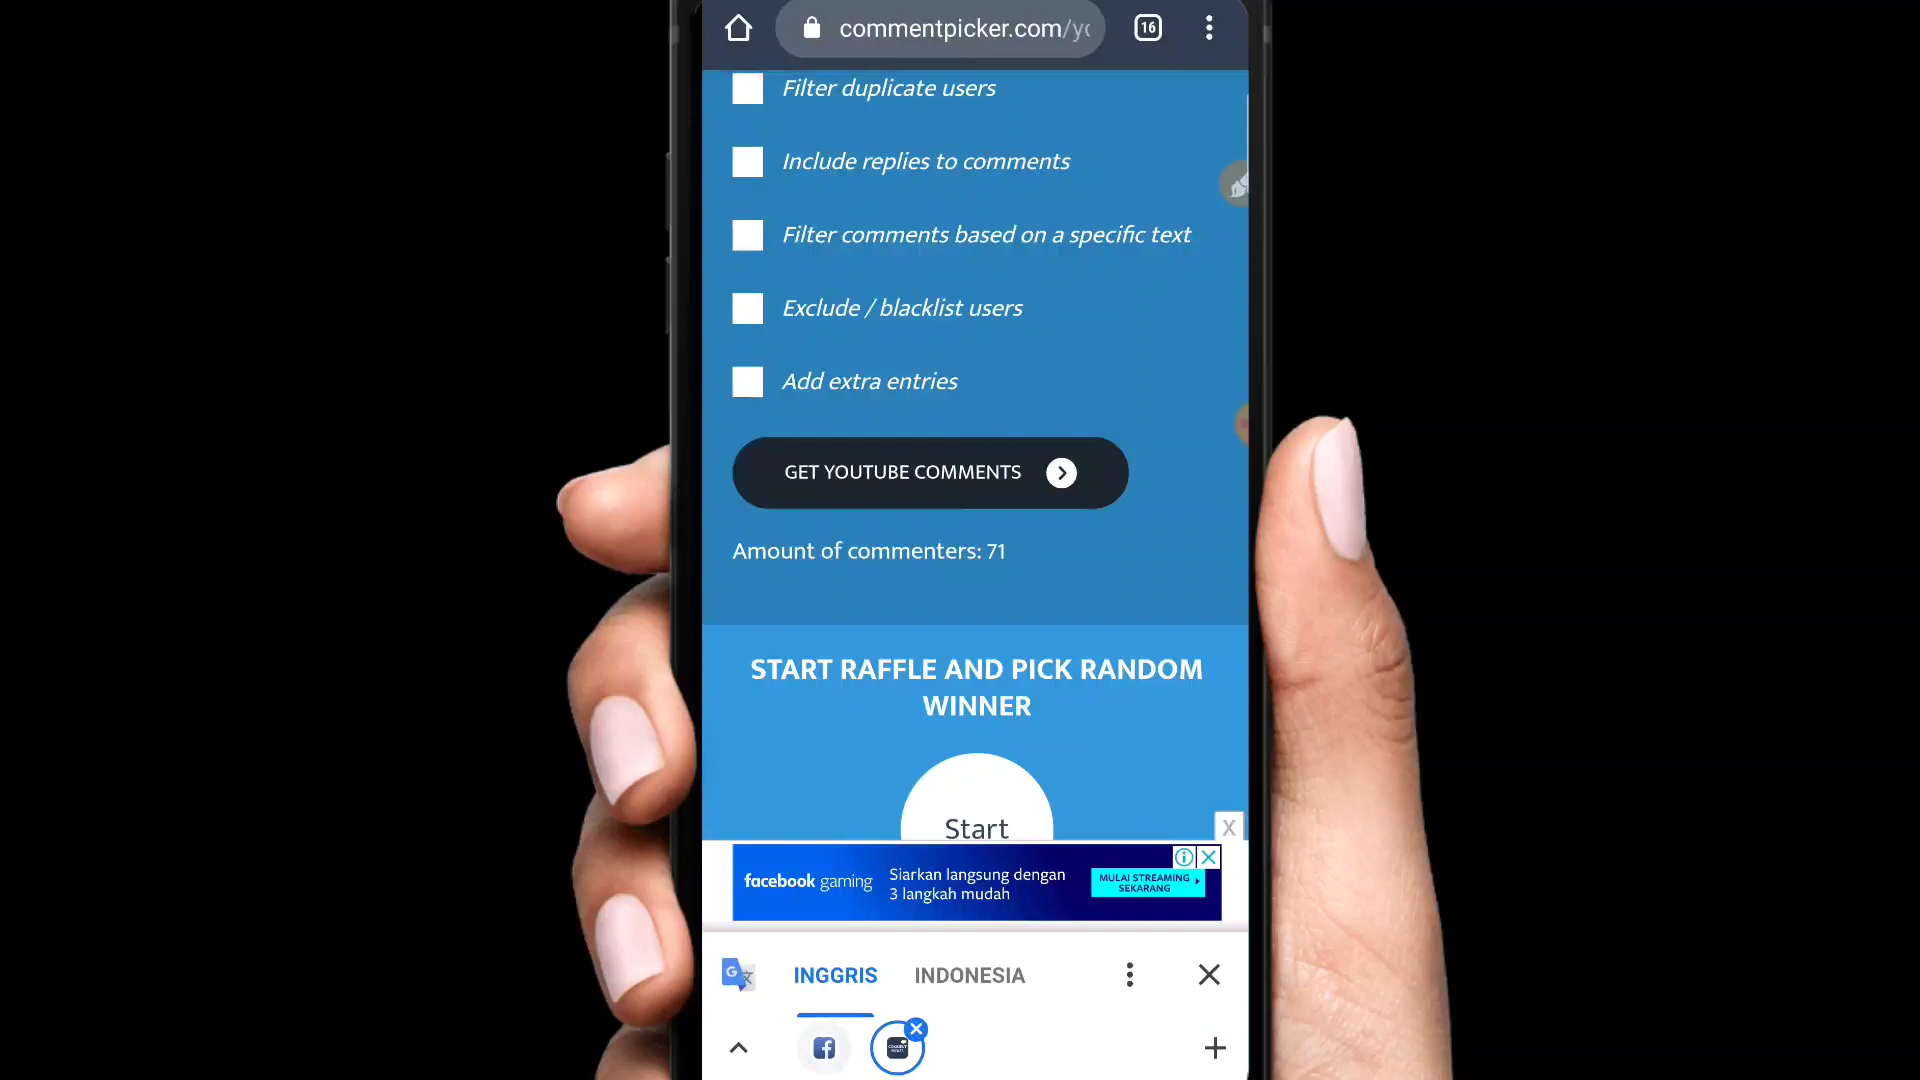 commentpicker.com/yo
16
Filter duplicate users
Include replies to comments
Filter comments based on a specific text
Exclude / blacklist users
Add extra entries
GET YOUTUBE COMMENTS
Amount of commenters: 71
START RAFFLE AND PICK RANDOM
WINNER
Start
X
facebook gaming
Siarkan langsung dengan
3 langkah mudah
MULAI STREAMING
SEKARANG
INGGRIS
INDONESIA